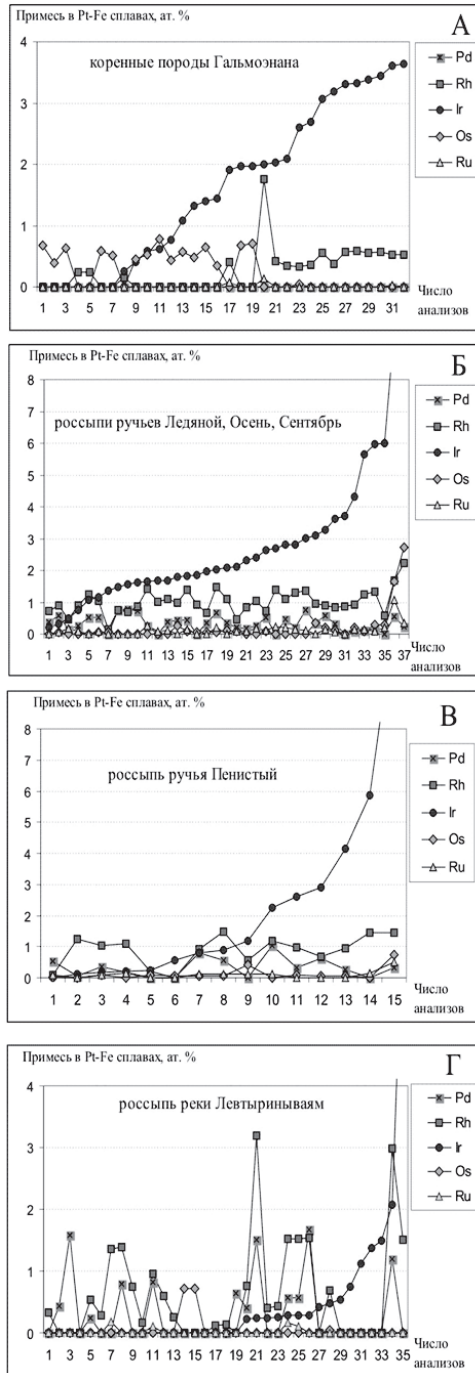 Примесь в Pt-Fe сплавах, ат. %
А
коренные породы Гальмоэнана
4
3
2
1
0
Pd
Rh
Ir
Os
Ru
1 3 5 7 9 11 13 15 17 19 21 23 25 27 29 31
Число
анализов
Примесь в Pt-Fe сплавах, ат. %
Б
россыпи ручьев Ледяной, Осень, Сентябрь
8
7
6
5
4
3
2
1
0
Pd
Rh
Ir
Os
Ru
1 3 5 7 9 11 13 15 17 19 21 23 25 27 29 31 33 35 37
Число
анализов
Примесь в Pt-Fe сплавах, ат. %
В
россыпь ручья Пенистый
8
7
6
5
4
3
2
1
0
Pd
Rh
Ir
Os
Ru
1 2 3 4 5 6 7 8 9 10 11 12 13 14 15
Число
анализов
Примесь в Pt-Fe сплавах, ат. %
Г
россыпь реки Левтыринываям
4
3
2
1
0
Pd
Rh
Ir
Os
Ru
1 3 5 7 9 11 13 15 17 19 21 23 25 27 29 31 33 35
Число
анализов